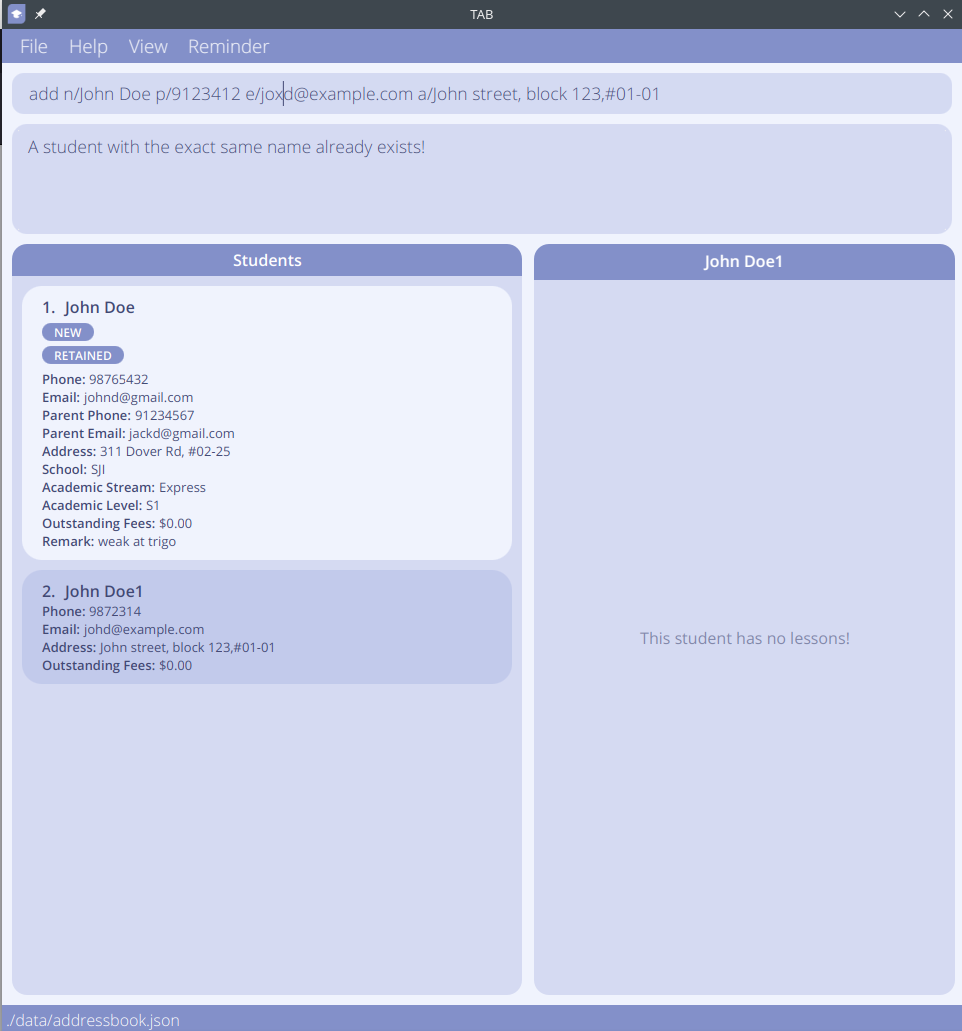 TAB
File Help View Reminder
add n/John Doe p/9123412 e/joxd@example.com a/John street, block 123,#01-01
A student with the exact same name already exists!
Students
1. John Doe
NEW
RETAINED
Phone: 98765432
Email: johnd@gmail.com
Parent Phone: 91234567
Parent Email: jackd@gmail.com
Address: 311 Dover Rd, #02-25
School: SJI
Academic Stream: Express
Academic Level: S1
Outstanding Fees: $0.00
Remark: weak at trigo
2. John Doe1
Phone: 9872314
Email: johd@example.com
Address: John street, block 123,#01-01
Outstanding Fees: $0.00
John Doe1
This student has no lessons!
./data/addressbook.json